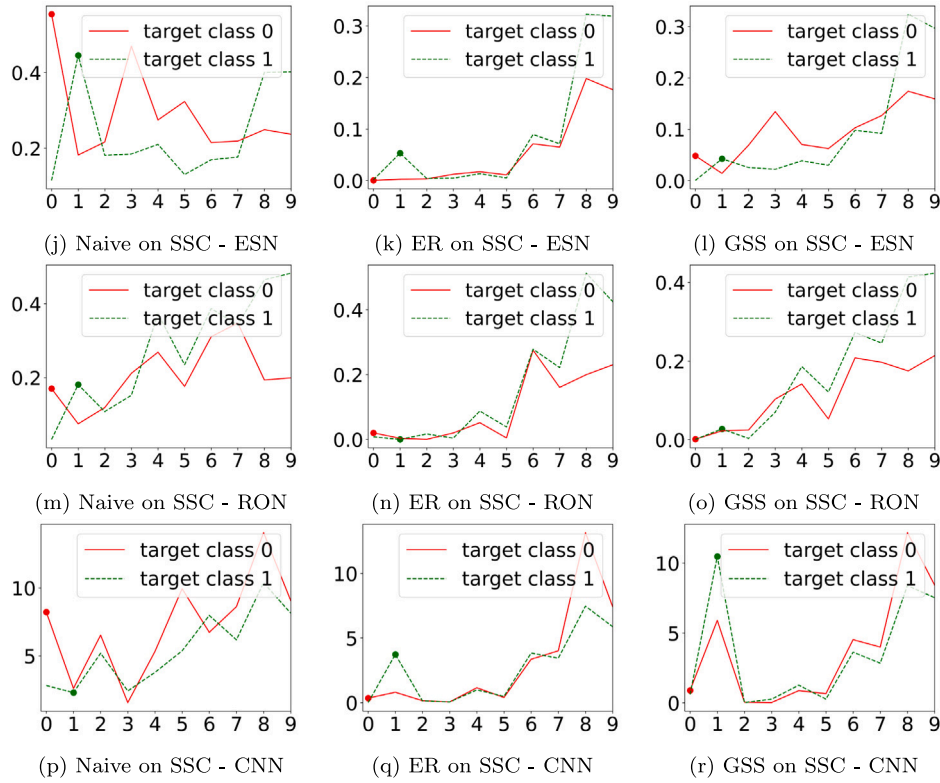 target class 0 target class 0 target class 0
target class 1 target class 1 target class 1
0.4 0.3 0.3
0.2 0.2
0.2 0.1 0.1
0.0 0.0
0 1 2 3 4 5 6 7 8 9 0 1 2 3 4 5 6 7 8 9 0 1 2 3 4 5 6 7 8 9
(j) Naive on SSC - ESN (k) ER on SSC - ESN (l) GSS on SSC - ESN
target class 0 target class 0 target class 0
target class 1 target class 1 target class 1
0.4 0.4 0.4
0.2 0.2 0.2
0.0 0.0
0 1 2 3 4 5 6 7 8 9 0 1 2 3 4 5 6 7 8 9 0 1 2 3 4 5 6 7 8 9
(m) Naive on SSC - RON (n) ER on SSC - RON (o) GSS on SSC - RON
target class 0 target class 0 target class 0
target class 1 target class 1 target class 1
10 10 10
5 5 5
0 0
0 1 2 3 4 5 6 7 8 9 0 1 2 3 4 5 6 7 8 9 0 1 2 3 4 5 6 7 8 9
(p) Naive on SSC - CNN (q) ER on SSC - CNN (r) GSS on SSC - CNN